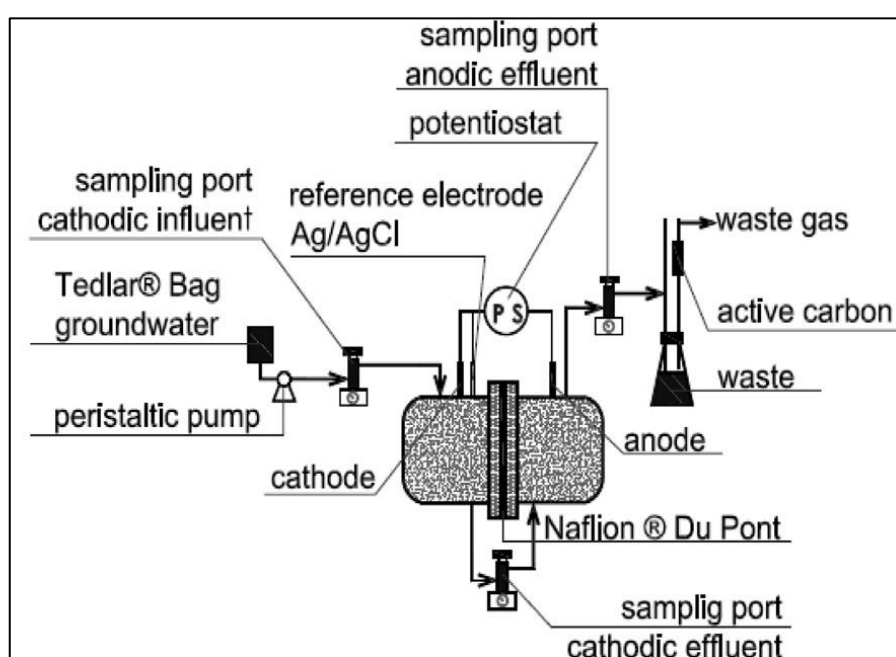 sampling port
anodic effluent
potentiostat
sampling port
cathodic influent
reference electrode
Ag/AgCl
waste gas
Tedlar® Bag
groundwater
P S
active carbon
waste
peristaltic pump
cathode
anode
Naflion ® Du Pont
samplig port
cathodic effluent